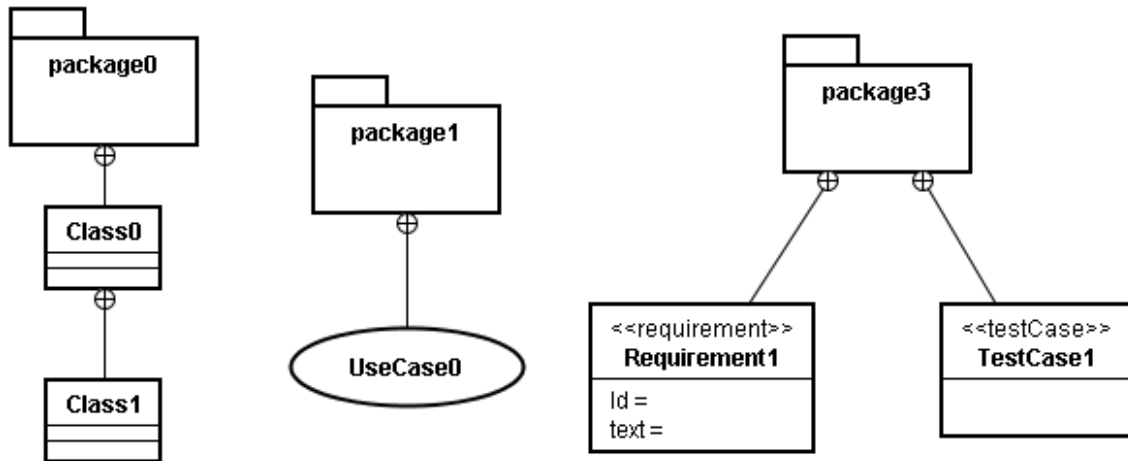 package0
Class0
Class1
package1
UseCase0
package3
<<requirement>>
Requirement1
Id =
text =
<<testCase>>
TestCase1